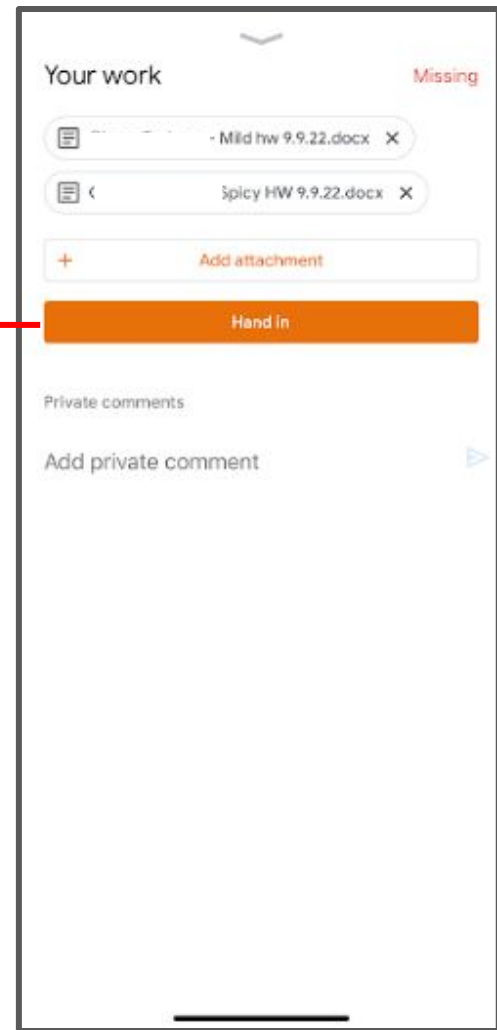 Your work
Missing
- Mild hw 9.9.22.docx
Spicy HW 9.9.22.docx
+ Add attachment
Hand in
Private comments
Add private comment